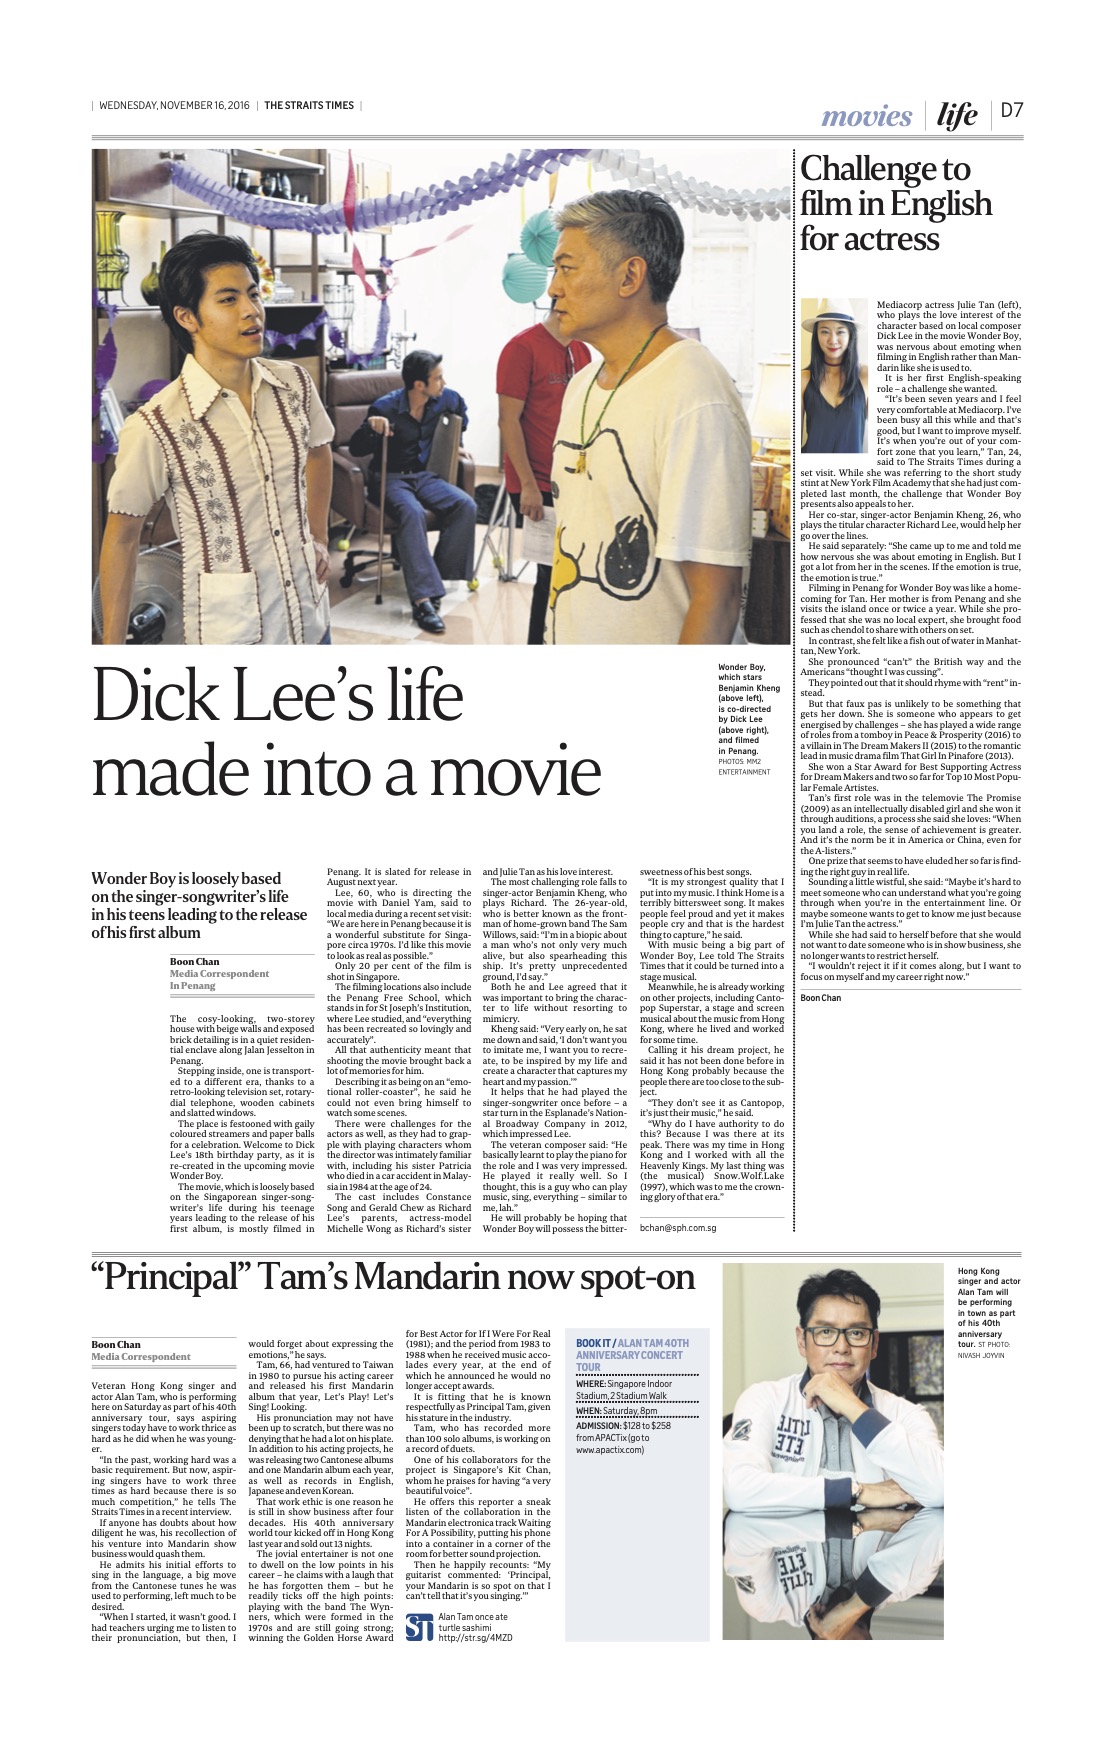 | WEDNESDAY, NOVEMBER 16, 2016 | THE STRAITS TIMES |
movies | life | D7
Challenge to
film in English
for actress
Mediacorp actress Julie Tan (left),
who plays the love interest of the
character based on local composer
Dick Lee in the movie Wonder Boy,
was nervous about emoting when
filming in English rather than Man-
darin like she is used to.
It is her first English-speaking
role – a challenge she wanted.
“It’s been seven years and I feel
very comfortable at Mediacorp. I’ve
been busy all this while and that’s
good, but I want to improve myself.
It’s when you’re out of your com-
fort zone that you learn,” Tan, 24,
said to The Straits Times during a
set visit. While she was referring to the short study
stint at New York Film Academy that she had just com-
pleted last month, the challenge that Wonder Boy
presents also appeals to her.
Her co-star, singer-actor Benjamin Kheng, 26, who
plays the titular character Richard Lee, would help her
go over the lines.
He said separately: “She came up to me and told me
how nervous she was about emoting in English. But I
got a lot from her in the scenes. If the emotion is true,
the emotion is true.”
Filming in Penang for Wonder Boy was like a home-
coming for Tan. Her mother is from Penang and she
visits the island once or twice a year. While she pro-
fessed that she was no local expert, she brought food
such as chendol to share with others on set.
In contrast, she felt like a fish out of water in Manhat-
tan, New York.
She pronounced “can’t” the British way and the
Americans “thought I was cussing”.
They pointed out that it should rhyme with “rent” in-
stead.
But that faux pas is unlikely to be something that
gets her down. She is someone who appears to get
energised by challenges – she has played a wide range
of roles from a tomboy in Peace & Prosperity (2016) to
a villain in The Dream Makers II (2015) to the romantic
lead in music drama film That Girl In Pinafore (2013).
She won a Star Award for Best Supporting Actress
for Dream Makers and two so far for Top 10 Most Popu-
lar Female Artistes.
Tan’s first role was in the telemovie The Promise
(2009) as an intellectually disabled girl and she won it
through auditions, a process she said she loves: “When
you land a role, the sense of achievement is greater.
And it’s the norm be it in America or China, even for
the A-listers.”
One prize that seems to have eluded her so far is find-
ing the right guy in real life.
Sounding a little wistful, she said: “Maybe it’s hard to
meet someone who can understand what you’re going
through when you’re in the entertainment line. Or
maybe someone wants to get to know me just because
I’m Julie Tan the actress.”
While she had said to herself before that she would
not want to date someone who is in show business, she
no longer wants to restrict herself.
“I wouldn’t reject it if it comes along, but I want to
focus on myself and my career right now.”
Boon Chan
Dick Lee’s life
made into a movie
Wonder Boy,
which stars
Benjamin Kheng
(above left),
is co-directed
by Dick Lee
(above right),
and filmed
in Penang.
PHOTOS: MM2
ENTERTAINMENT
Wonder Boy is loosely based
on the singer-songwriter’s life
in his teens leading to the release
of his first album
Boon Chan
Media Correspondent
In Penang
The cosy-looking, two-storey
house with beige walls and exposed
brick detailing is in a quiet residen-
tial enclave along Jalan Jesselton in
Penang.
Stepping inside, one is transport-
ed to a different era, thanks to a
retro-looking television set, rotary-
dial telephone, wooden cabinets
and slatted windows.
The place is festooned with gaily
coloured streamers and paper balls
for a celebration. Welcome to Dick
Lee’s 18th birthday party, as it is
re-created in the upcoming movie
Wonder Boy.
The movie, which is loosely based
on the Singaporean singer-song-
writer’s life during his teenage
years leading to the release of his
first album, is mostly filmed in
Penang. It is slated for release in
August next year.
Lee, 60, who is directing the
movie with Daniel Yam, said to
local media during a recent set visit:
“We are here in Penang because it is
a wonderful substitute for Singa-
pore circa 1970s. I’d like this movie
to look as real as possible.”
Only 20 per cent of the film is
shot in Singapore.
The filming locations also include
the Penang Free School, which
stands in for St Joseph’s Institution,
where Lee studied, and “everything
has been recreated so lovingly and
accurately”.
All that authenticity meant that
shooting the movie brought back a
lot of memories for him.
Describing it as being on an “emo-
tional roller-coaster”, he said he
could not even bring himself to
watch some scenes.
There were challenges for the
actors as well, as they had to grap-
ple with playing characters whom
the director was intimately familiar
with, including his sister Patricia
who died in a car accident in Malay-
sia in 1984 at the age of 24.
The cast includes Constance
Song and Gerald Chew as Richard
Lee’s parents, actress-model
Michelle Wong as Richard’s sister
and Julie Tan as his love interest.
The most challenging role falls to
singer-actor Benjamin Kheng, who
plays Richard. The 26-year-old,
who is better known as the front-
man of home-grown band The Sam
Willows, said: “I’m in a biopic about
a man who’s not only very much
alive, but also spearheading this
ship. It’s pretty unprecedented
ground, I’d say.”
Both he and Lee agreed that it
was important to bring the charac-
ter to life without resorting to
mimicry.
Kheng said: “Very early on, he sat
me down and said, ‘I don’t want you
to imitate me, I want you to recre-
ate, to be inspired by my life and
create a character that captures my
heart and my passion.’”
It helps that he had played the
singer-songwriter once before – a
star turn in the Esplanade’s Nation-
al Broadway Company in 2012,
which impressed Lee.
The veteran composer said: “He
basically learnt to play the piano for
the role and I was very impressed.
He played it really well. So I
thought, this is a guy who can play
music, sing, everything – similar to
me, lah.”
He will probably be hoping that
Wonder Boy will possess the bitter-
sweetness of his best songs.
“It is my strongest quality that I
put into my music. I think Home is a
terribly bittersweet song. It makes
people feel proud and yet it makes
people cry and that is the hardest
thing to capture,” he said.
With music being a big part of
Wonder Boy, Lee told The Straits
Times that it could be turned into a
stage musical.
Meanwhile, he is already working
on other projects, including Canto-
pop Superstar, a stage and screen
musical about the music from Hong
Kong, where he lived and worked
for some time.
Calling it his dream project, he
said it has not been done before in
Hong Kong probably because the
people there are too close to the sub-
ject.
“They don’t see it as Cantopop,
it’s just their music,” he said.
“Why do I have authority to do
this? Because I was there at its
peak. There was my time in Hong
Kong and I worked with all the
Heavenly Kings. My last thing was
(the musical) Snow.Wolf.Lake
(1997), which was to me the crown-
ing glory of that era.”
bchan@sph.com.sg
“Principal” Tam’s Mandarin now spot-on
Boon Chan
Media Correspondent
Veteran Hong Kong singer and
actor Alan Tam, who is performing
here on Saturday as part of his 40th
anniversary tour, says aspiring
singers today have to work thrice as
hard as he did when he was young-
er.
“In the past, working hard was a
basic requirement. But now, aspir-
ing singers have to work three
times as hard because there is so
much competition,” he tells The
Straits Times in a recent interview.
If anyone has doubts about how
diligent he was, his recollection of
his venture into Mandarin show
business would quash them.
He admits his initial efforts to
sing in the language, a big move
from the Cantonese tunes he was
used to performing, left much to be
desired.
“When I started, it wasn’t good. I
had teachers urging me to listen to
their pronunciation, but then, I
would forget about expressing the
emotions,” he says.
Tam, 66, had ventured to Taiwan
in 1980 to pursue his acting career
and released his first Mandarin
album that year, Let’s Play! Let’s
Sing! Looking.
His pronunciation may not have
been up to scratch, but there was no
denying that he had a lot on his plate.
In addition to his acting projects, he
was releasing two Cantonese albums
and one Mandarin album each year,
as well as records in English,
Japanese and even Korean.
That work ethic is one reason he
is still in show business after four
decades. His 40th anniversary
world tour kicked off in Hong Kong
last year and sold out 13 nights.
The jovial entertainer is not one
to dwell on the low points in his
career – he claims with a laugh that
he has forgotten them – but he
readily ticks off the high points:
playing with the band The Wyn-
ners, which were formed in the
1970s and are still going strong;
winning the Golden Horse Award
for Best Actor for If I Were For Real
(1981); and the period from 1983 to
1988 when he received music acco-
lades every year, at the end of
which he announced he would no
longer accept awards.
It is fitting that he is known
respectfully as Principal Tam, given
his stature in the industry.
Tam, who has recorded more
than 100 solo albums, is working on
a record of duets.
One of his collaborators for the
project is Singapore’s Kit Chan,
whom he praises for having “a very
beautiful voice”.
He offers this reporter a sneak
listen of the collaboration in the
Mandarin electronica track Waiting
For A Possibility, putting his phone
into a container in a corner of the
room for better sound projection.
Then he happily recounts: “My
guitarist commented: ‘Principal,
your Mandarin is so spot on that I
can’t tell that it’s you singing.’”
ST
Alan Tam once ate
turtle sashimi
http://str.sg/4MZD
BOOK IT / ALAN TAM 40TH
ANNIVERSARY CONCERT
TOUR
WHERE: Singapore Indoor
Stadium, 2 Stadium Walk
WHEN: Saturday, 8pm
ADMISSION: $128 to $258
from APACTix (go to
www.apactix.com)
Hong Kong
singer and actor
Alan Tam will
be performing
in town as part
of his 40th
anniversary
tour. ST PHOTO:
NIVASH JOYVIN